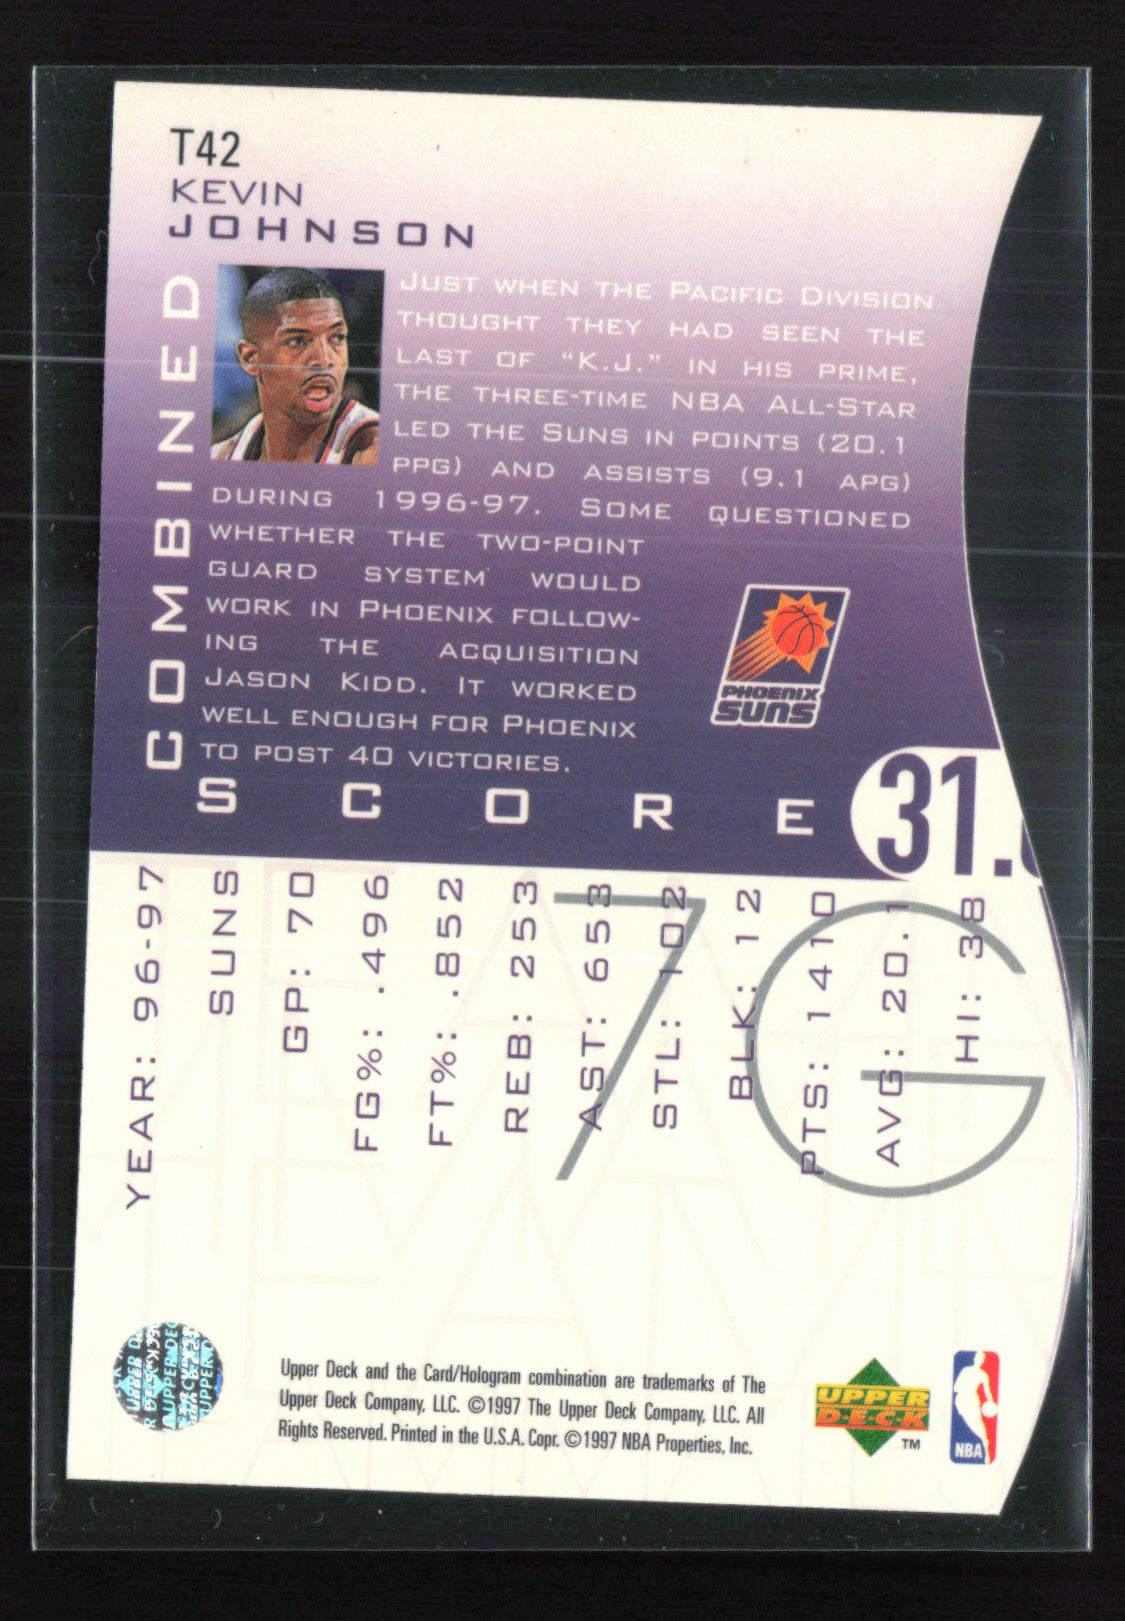 T42
KEVIN
JOHNSON
COMBINED
JUST WHEN THE PACIFIC DIVISION
THOUGHT THEY HAD SEEN THE
LAST OF "K.J." IN HIS PRIME,
THE THREE-TIME NBA ALL-STAR
LED THE SUNS IN POINTS (20.1
PPG) AND ASSISTS (9.1 APG)
DURING 1996-97. SOME QUESTIONED
WHETHER THE TWO-POINT
GUARD SYSTEM WOULD
WORK IN PHOENIX FOLLOW-
ING THE ACQUISITION
JASON KIDD. IT WORKED
WELL ENOUGH FOR PHOENIX
TO POST 40 VICTORIES.
PHOENIX
SUNS
SCORE
31.
YEAR: 96-97
SUNS
GP: 70
FG%: .496
FT%: .852
REB: 253
AST: 653
STL: 102
BLK: 12
PTS: 1410
AVG: 20.1
HI: 38
7G
Upper Deck and the Card/Hologram combination are trademarks of The
Upper Deck Company, LLC. ©1997 The Upper Deck Company, LLC. All
Rights Reserved. Printed in the U.S.A. Copr. ©1997 NBA Properties, Inc.
UPPER
DECK
TM
NBA